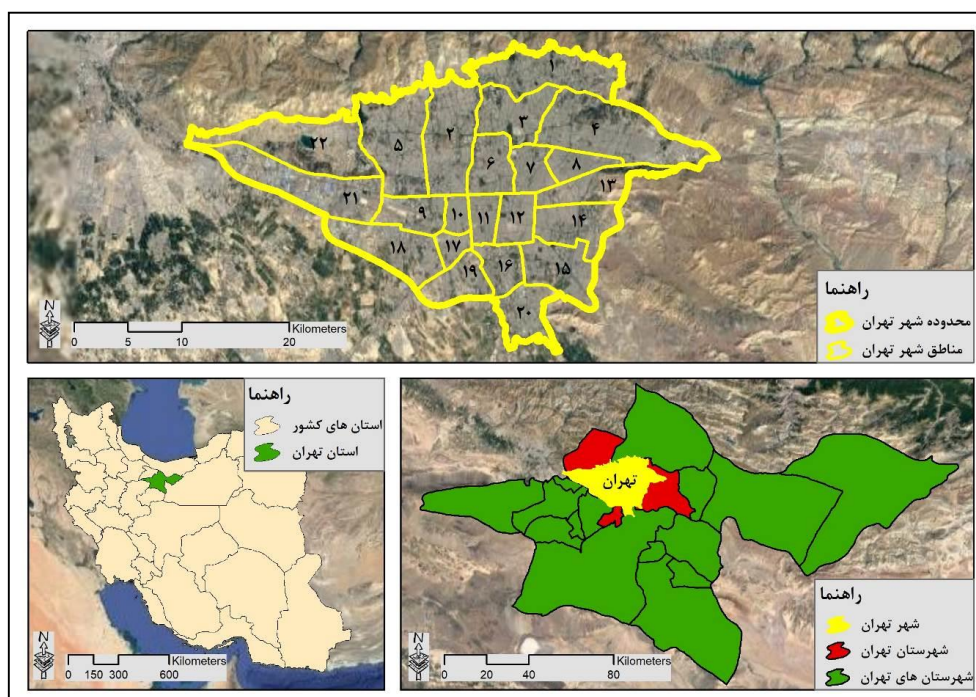 ۱
۲
۳
۴
۵
۶
۷
۸
۹
۱۰
۱۱
۱۲
۱۳
۱۴
۱۵
۱۶
۱۷
۱۸
۱۹
۲۰
۲۱
۲۲
N
Kilometers
0 5 10 20
راهنما
محدوده شهر تهران
مناطق شهر تهران
راهنما
استان های کشور
استان تهران
N
Kilometers
0 150 300 600
تهران
راهنما
شهر تهران
شهرستان تهران
شهرستان های تهران
N
Kilometers
0 20 40 80